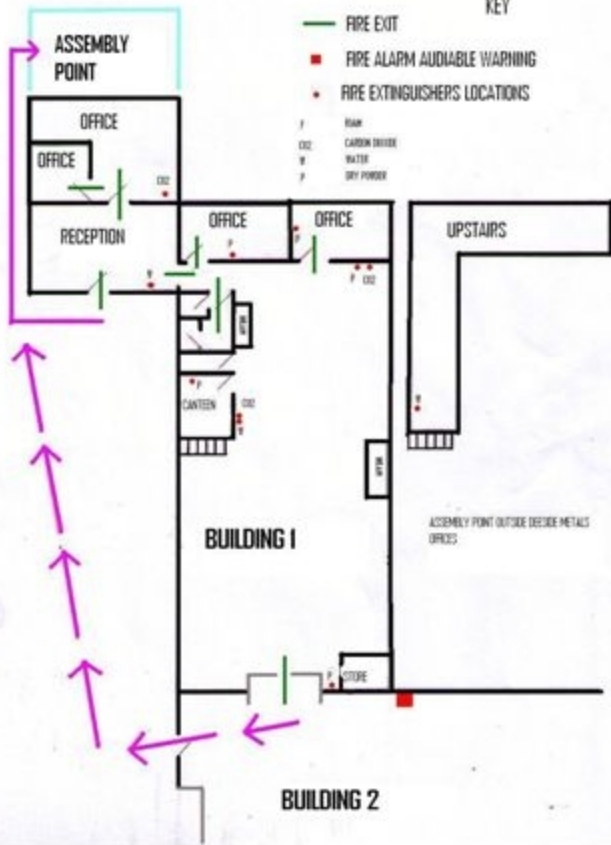 KEY
FIRE EXIT
FIRE ALARM AUDIABLE WARNING
FIRE EXTINGUISHERS LOCATIONS
F FOAM
CO2 CARBON DIOXIDE
W WATER
P DRY POWDER
ASSEMBLY
POINT
OFFICE
OFFICE
CO2
RECEPTION
OFFICE
OFFICE
UPSTAIRS
P
P
W
P CO2
P
CANTEEN
CO2
W
W
BUILDING 1
ASSEMBLY POINT OUTSIDE DEESIDE METALS
OFFICES
P STORE
BUILDING 2